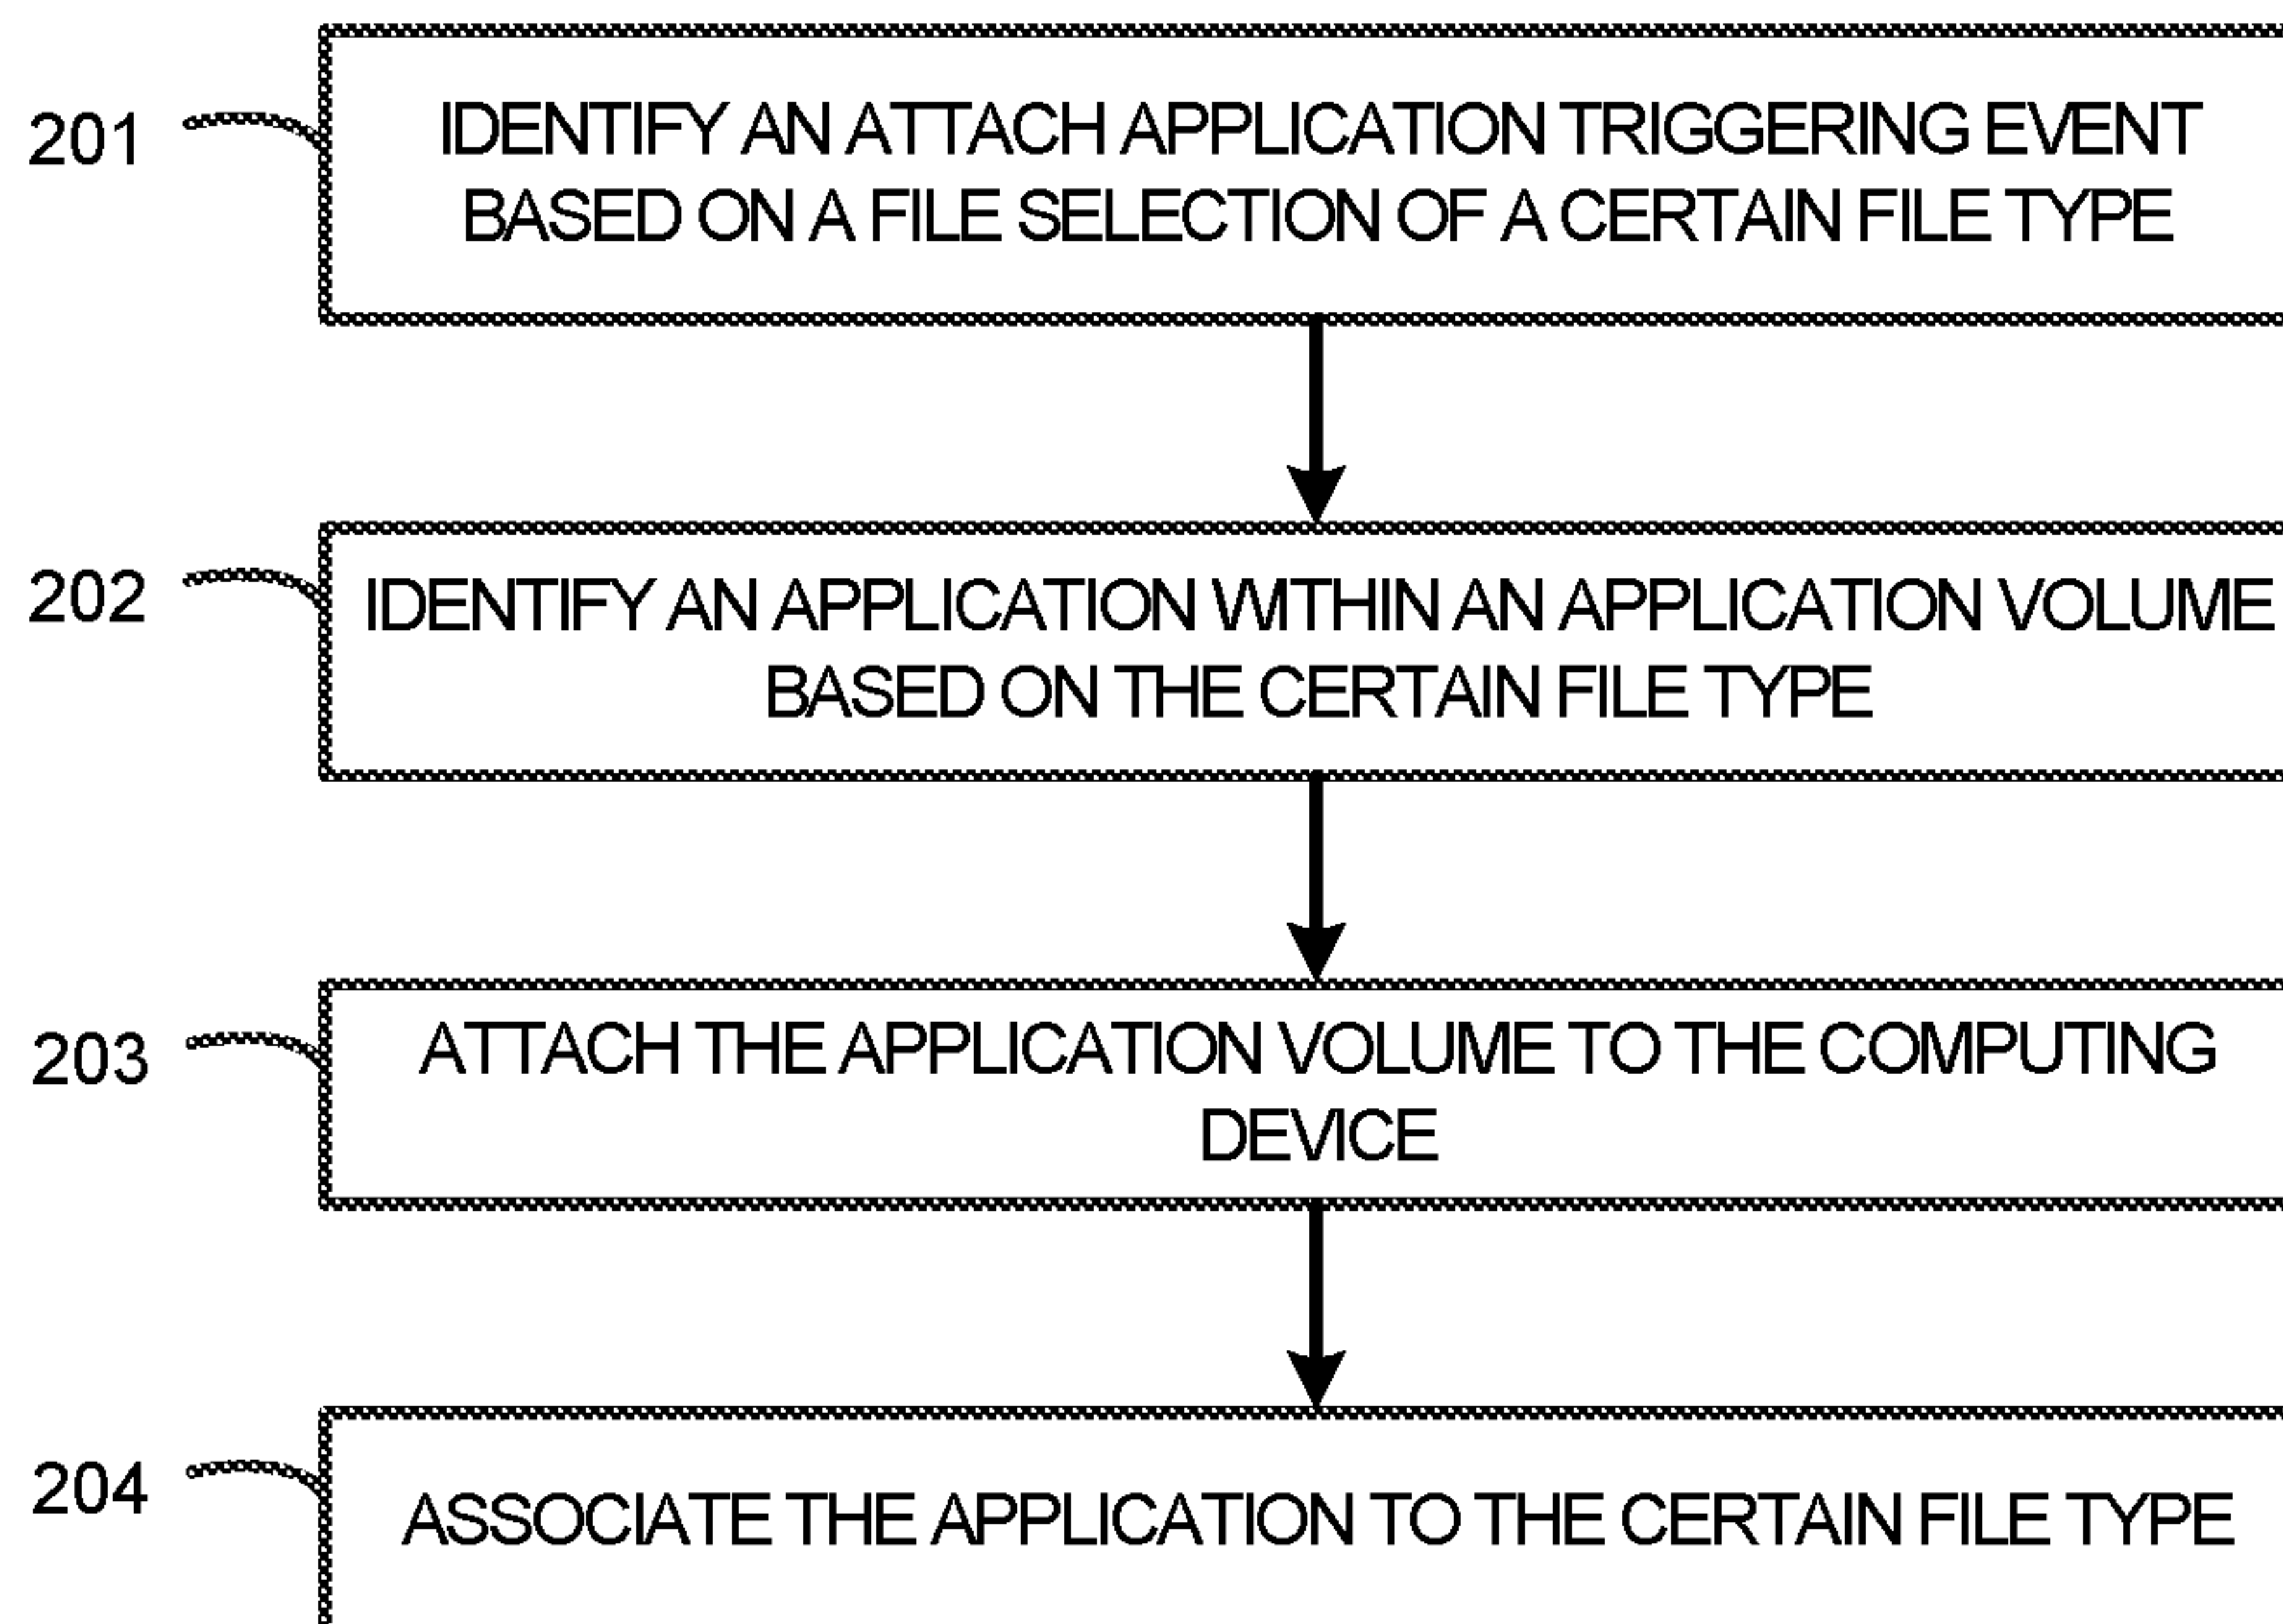 201
IDENTIFY AN ATTACH APPLICATION TRIGGERING EVENT
BASED ON A FILE SELECTION OF A CERTAIN FILE TYPE
202
IDENTIFY AN APPLICATION WITHIN AN APPLICATION VOLUME
BASED ON THE CERTAIN FILE TYPE
203
ATTACH THE APPLICATION VOLUME TO THE COMPUTING
DEVICE
204
ASSOCIATE THE APPLICATION TO THE CERTAIN FILE TYPE